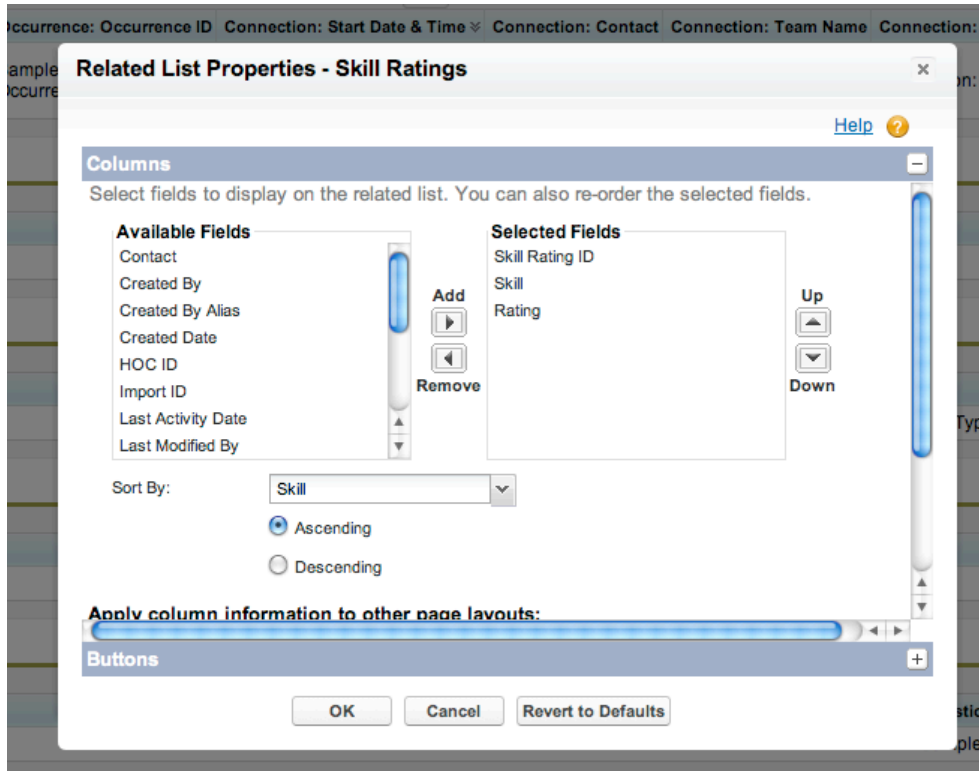 Occurrence: Occurrence ID Connection: Start Date & Time Connection: Contact Connection: Team Name Connection:
Related List Properties - Skill Ratings
Help ?
Columns
Select fields to display on the related list. You can also re-order the selected fields.
Available Fields
Contact
Created By
Created By Alias
Created Date
HOC ID
Import ID
Last Activity Date
Last Modified By
Add
Remove
Selected Fields
Skill Rating ID
Skill
Rating
Up
Down
Sort By: Skill
Ascending
Descending
Apply column information to other page layouts:
Buttons
OK Cancel Revert to Defaults